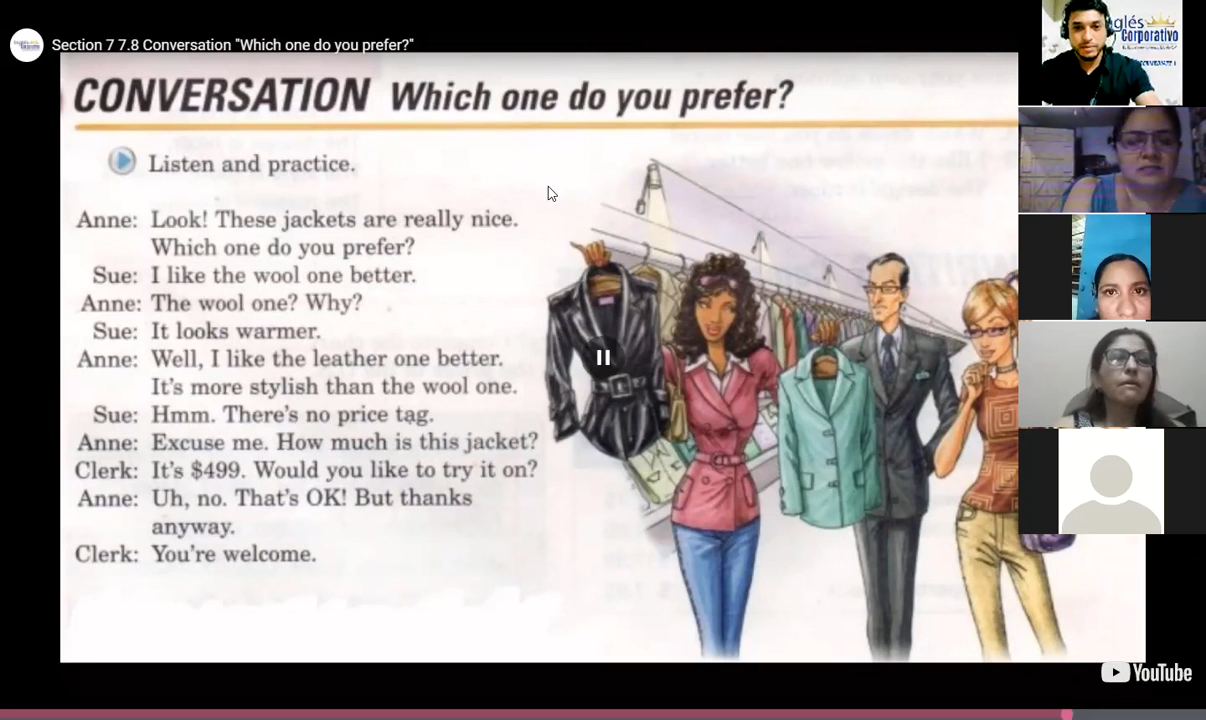 Section 7 7.8 Conversation "Which one do you prefer?"
glés
Corporativo
CONVERSATION Which one do you prefer?
Listen and practice.
Anne: Look! These jackets are really nice.
Which one do you prefer?
Sue: I like the wool one better.
Anne: The wool one? Why?
Sue: It looks warmer.
Anne: Well, I like the leather one better.
It's more stylish than the wool one.
Sue: Hmm. There's no price tag.
Anne: Excuse me. How much is this jacket?
Clerk: It's $499. Would you like to try it on?
Anne: Uh, no. That's OK! But thanks
anyway.
Clerk: You're welcome.
YouTube